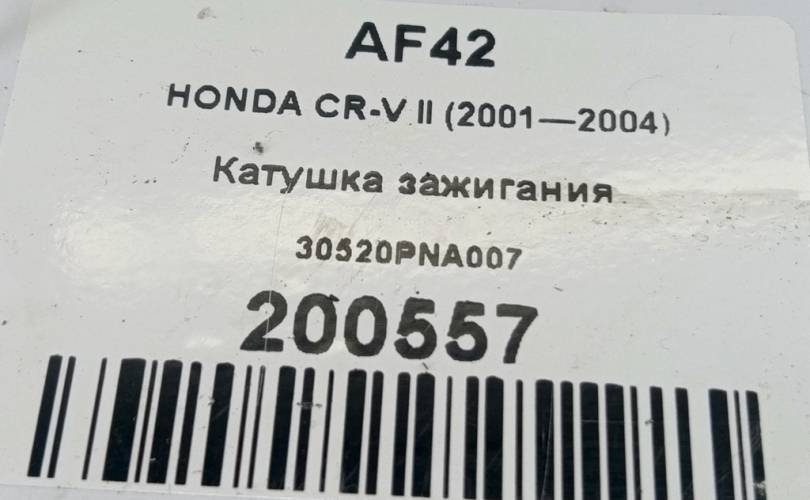 AF42
HONDA CR-V II (2001—2004)
Катушка зажигания
30520PNA007
200557